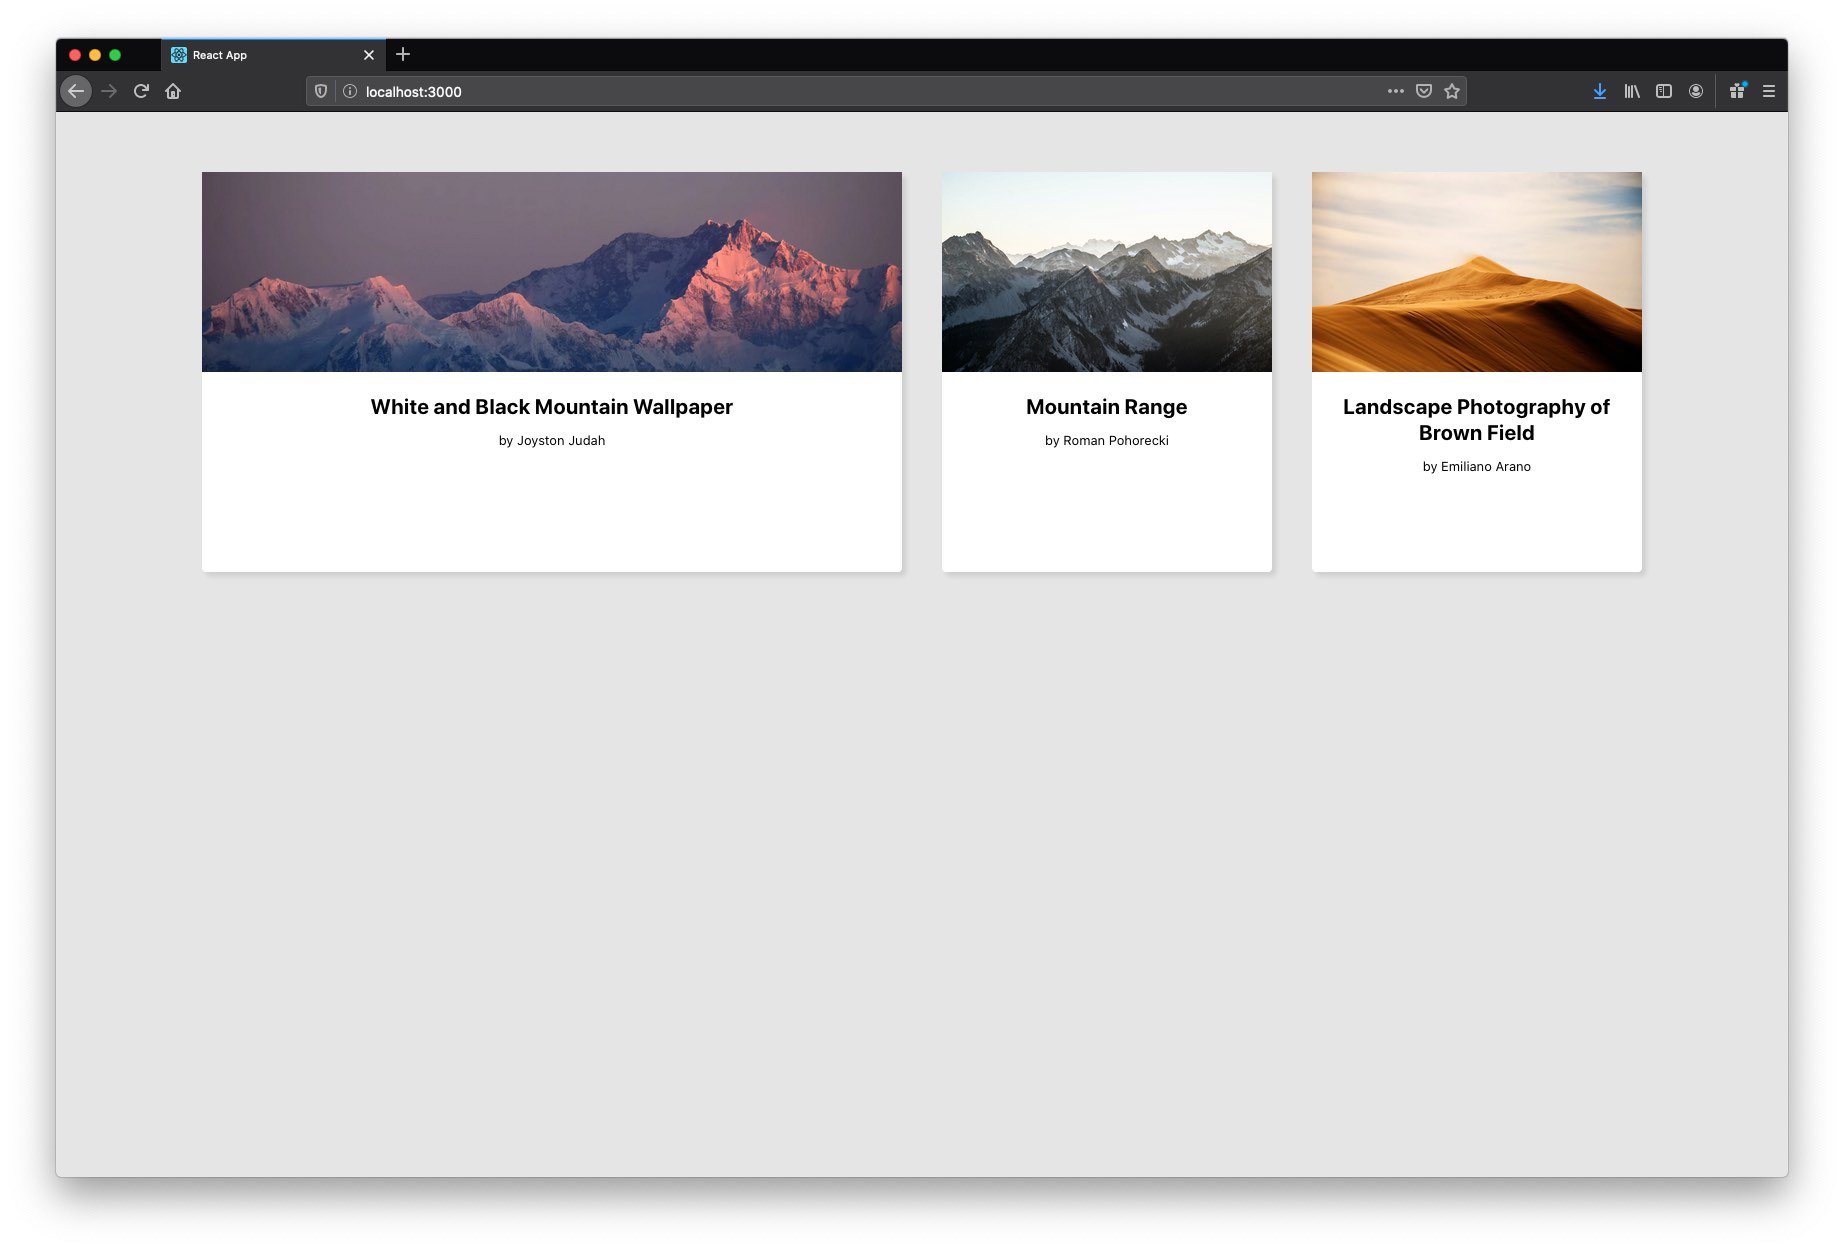 React App
localhost:3000
White and Black Mountain Wallpaper
by Joyston Judah
Mountain Range
by Roman Pohorecki
Landscape Photography of
Brown Field
by Emiliano Arano